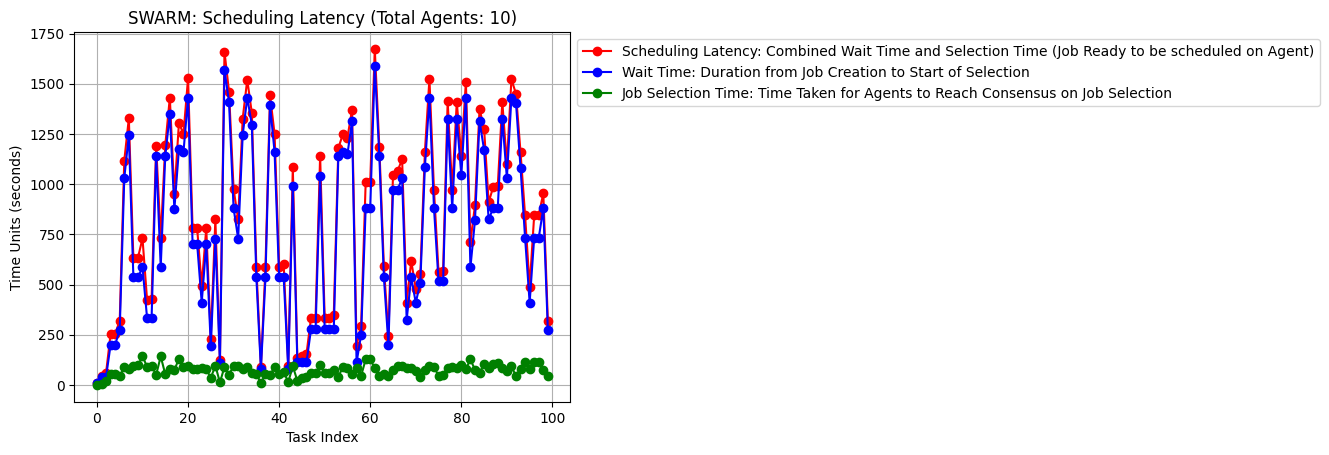 SWARM: Scheduling Latency (Total Agents: 10)
Scheduling Latency: Combined Wait Time and Selection Time (Job Ready to be scheduled on Agent)
Wait Time: Duration from Job Creation to Start of Selection
Job Selection Time: Time Taken for Agents to Reach Consensus on Job Selection
Time Units (seconds)
1750
1500
1250
1000
750
500
250
0
0 20 40 60 80 100
Task Index